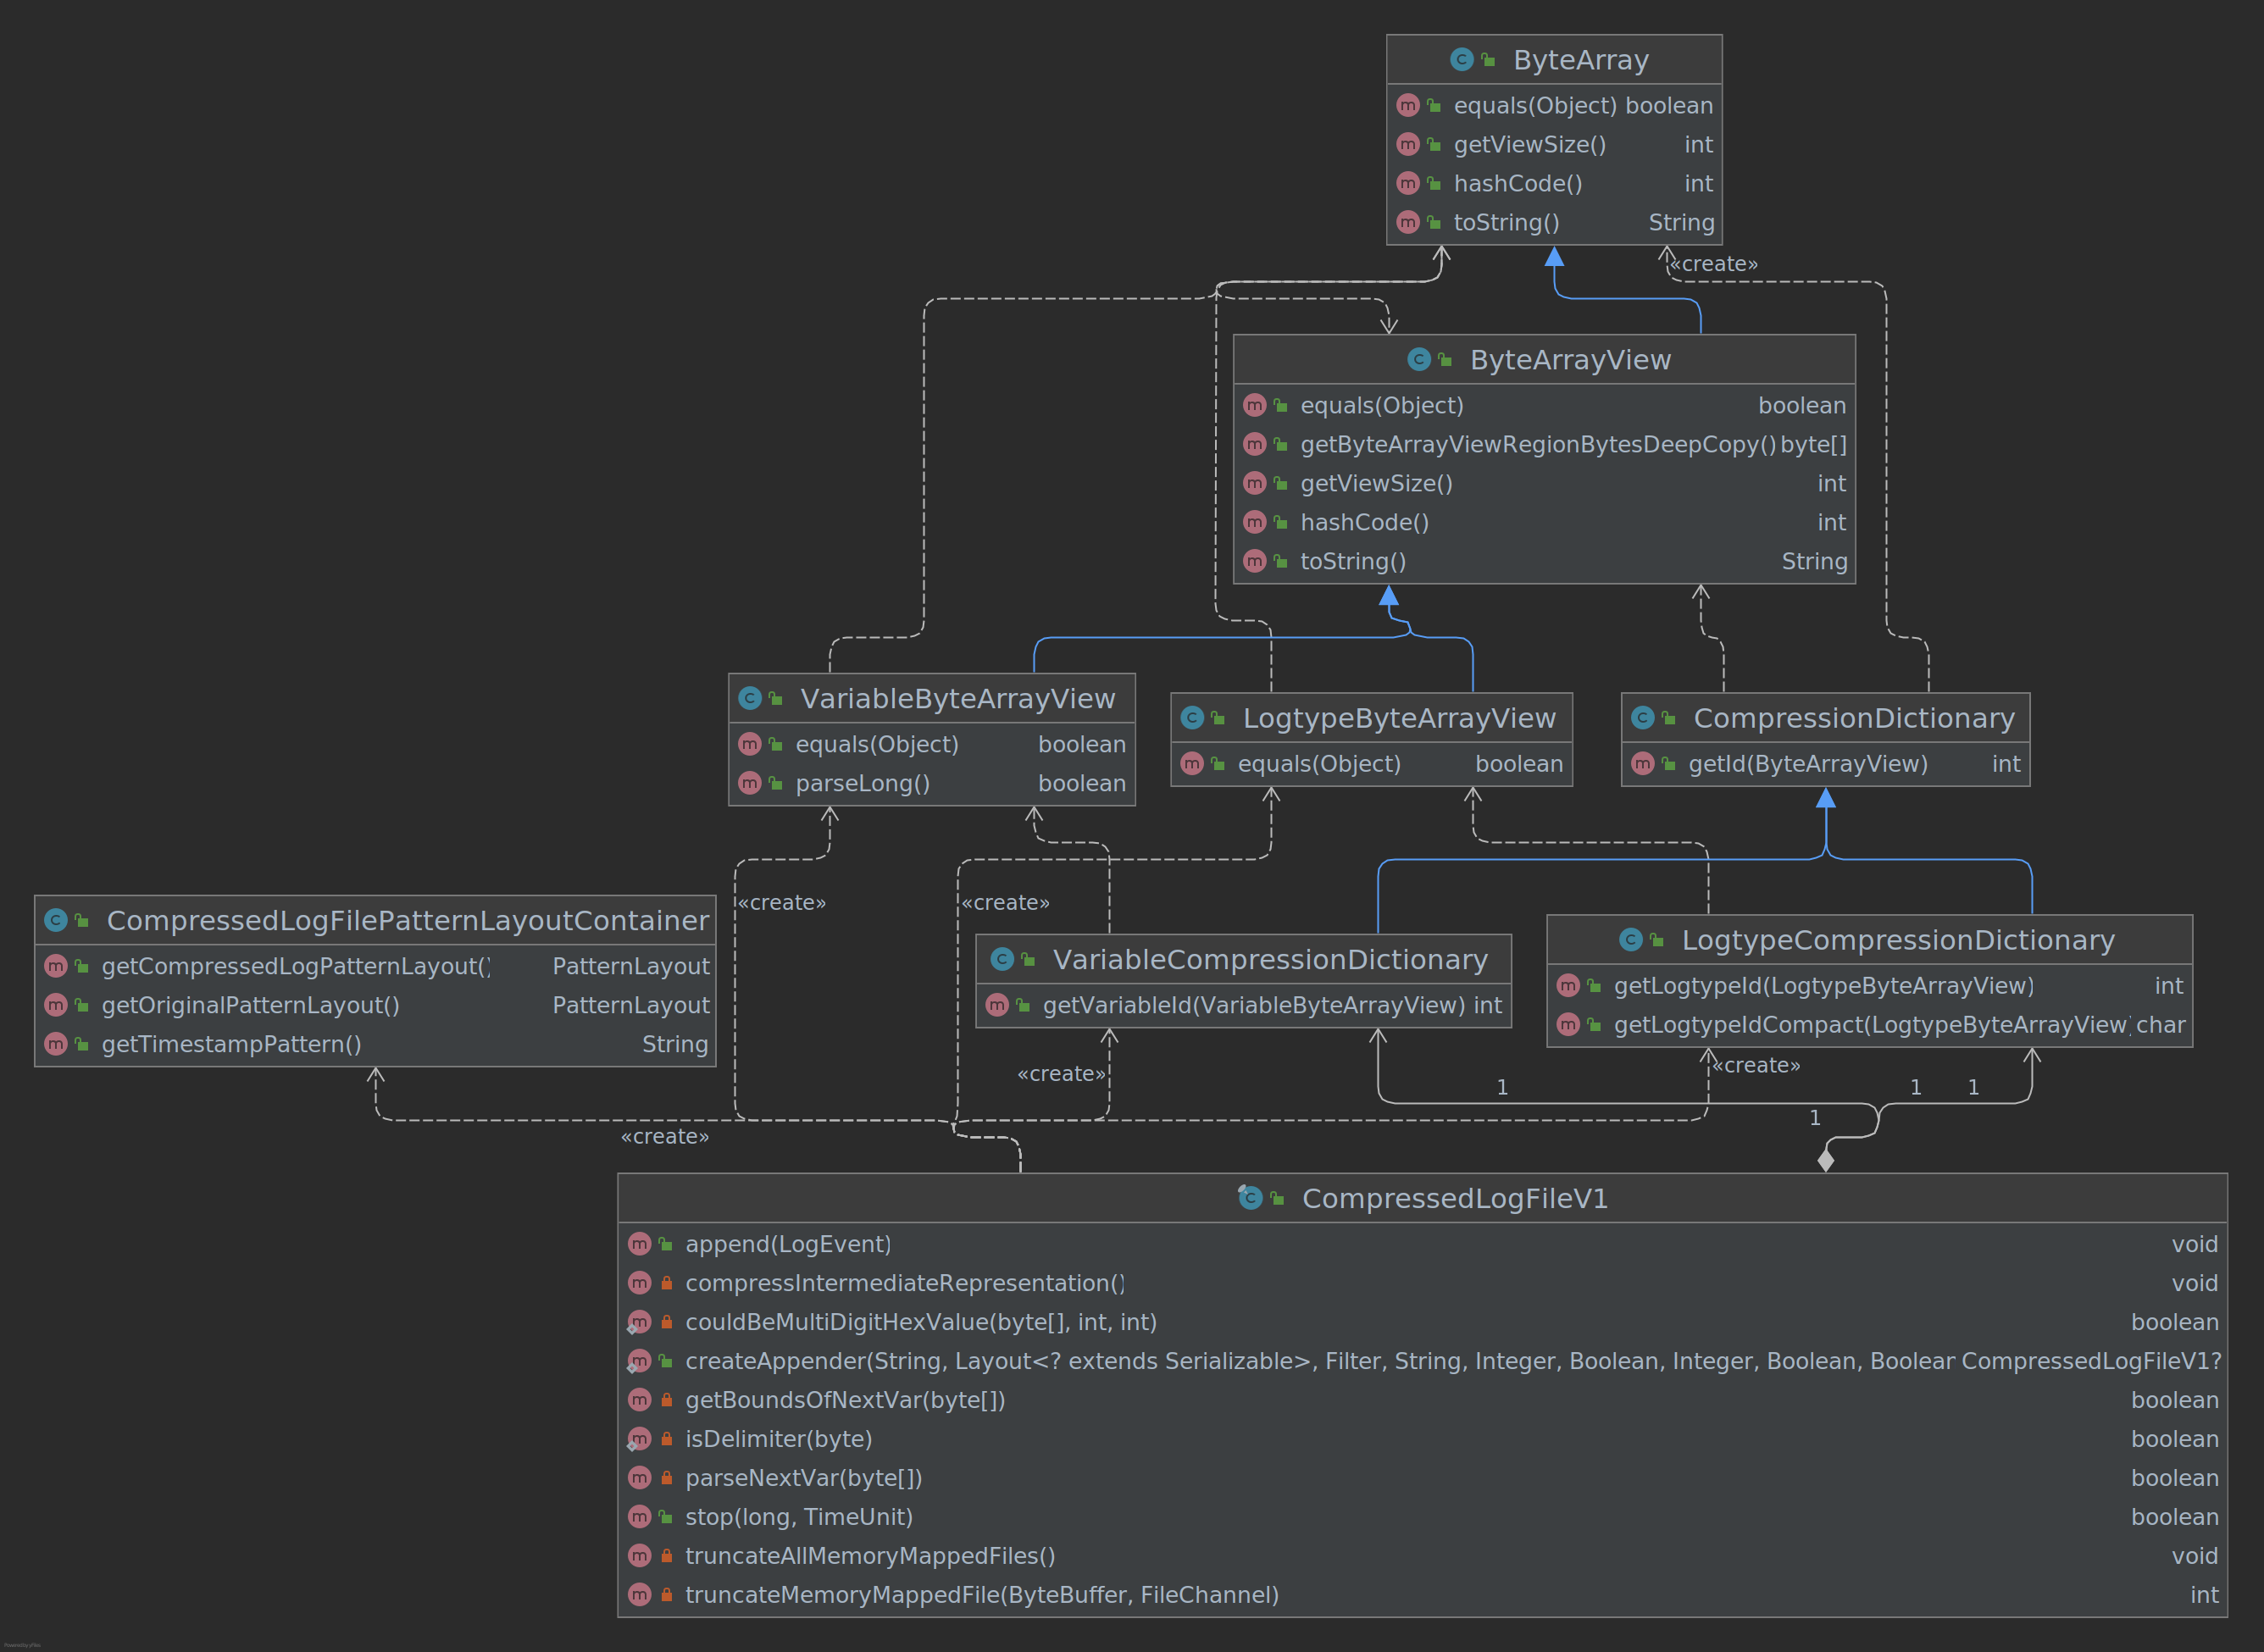 ByteArray
equals(Object) boolean
getViewSize() int
hashCode() int
toString() String
«create»
ByteArrayView
equals(Object) boolean
getByteArrayViewRegionBytesDeepCopy() byte[]
getViewSize() int
hashCode() int
toString() String
VariableByteArrayView
equals(Object) boolean
parseLong() boolean
LogtypeByteArrayView
equals(Object) boolean
CompressionDictionary
getId(ByteArrayView) int
«create»
«create»
CompressedLogFilePatternLayoutContainer
getCompressedLogPatternLayout() PatternLayout
getOriginalPatternLayout() PatternLayout
getTimestampPattern() String
VariableCompressionDictionary
getVariableId(VariableByteArrayView) int
LogtypeCompressionDictionary
getLogtypeId(LogtypeByteArrayView) int
getLogtypeIdCompact(LogtypeByteArrayView) char
«create»
«create»
1
1
1
1
«create»
CompressedLogFileV1
append(LogEvent) void
compressIntermediateRepresentation() void
couldBeMultiDigitHexValue(byte[], int, int) boolean
createAppender(String, Layout<? extends Serializable>, Filter, String, Integer, Boolean, Integer, Boolean, Boolear CompressedLogFileV1?
getBoundsOfNextVar(byte[]) boolean
isDelimiter(byte) boolean
parseNextVar(byte[]) boolean
stop(long, TimeUnit) boolean
truncateAllMemoryMappedFiles() void
truncateMemoryMappedFile(ByteBuffer, FileChannel) int